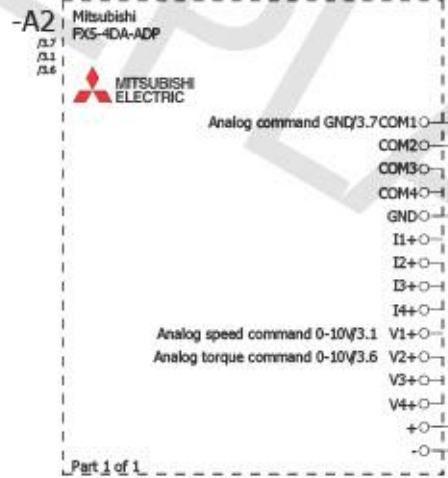 -A2
/3.7
/3.1
/3.6
Mitsubishi
FX5-4DA-ADP
MITSUBISHI
ELECTRIC
Analog command GND/3.7 COM1
COM2
COM3
COM4
GND
I1+
I2+
I3+
I4+
Analog speed command 0-10V/3.1 V1+
Analog torque command 0-10V/3.6 V2+
V3+
V4+
+
-
Part 1 of 1